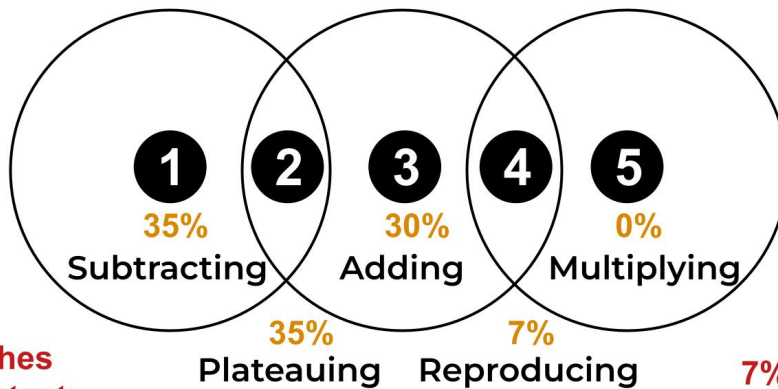 1 2 3 4 5
35% 30% 0%
Subtracting Adding Multiplying
35% 7%
Plateauing Reproducing 7%